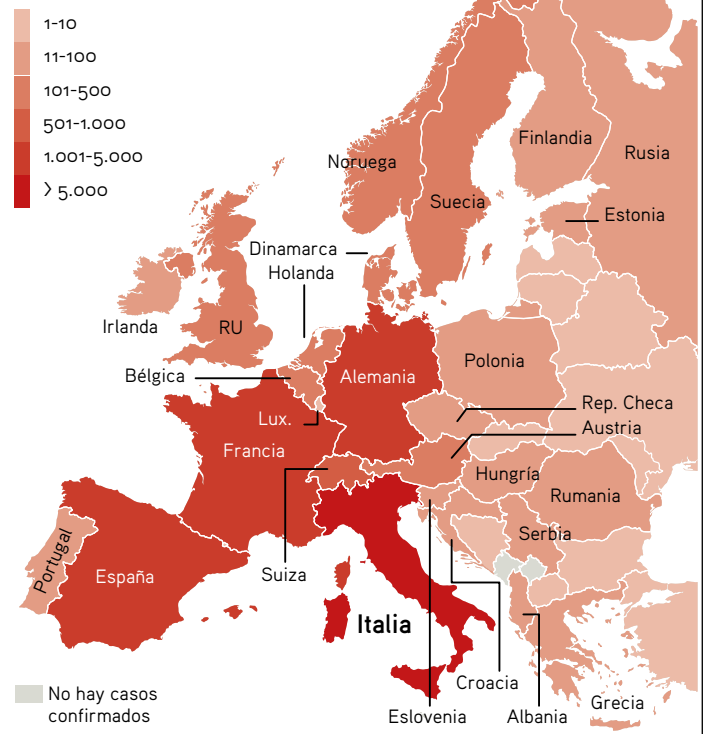 1-10
11-100
101-500
501-1.000
1.001-5.000
> 5.000
Noruega
Finlandia
Rusia
Suecia
Estonia
Dinamarca
Holanda
Irlanda
RU
Bélgica
Alemania
Polonia
Lux.
Rep. Checa
Austria
Francia
Hungría
Rumania
Serbia
Portugal
España
Suiza
Italia
Croacia
Eslovenia
Albania
Grecia
No hay casos
confirmados